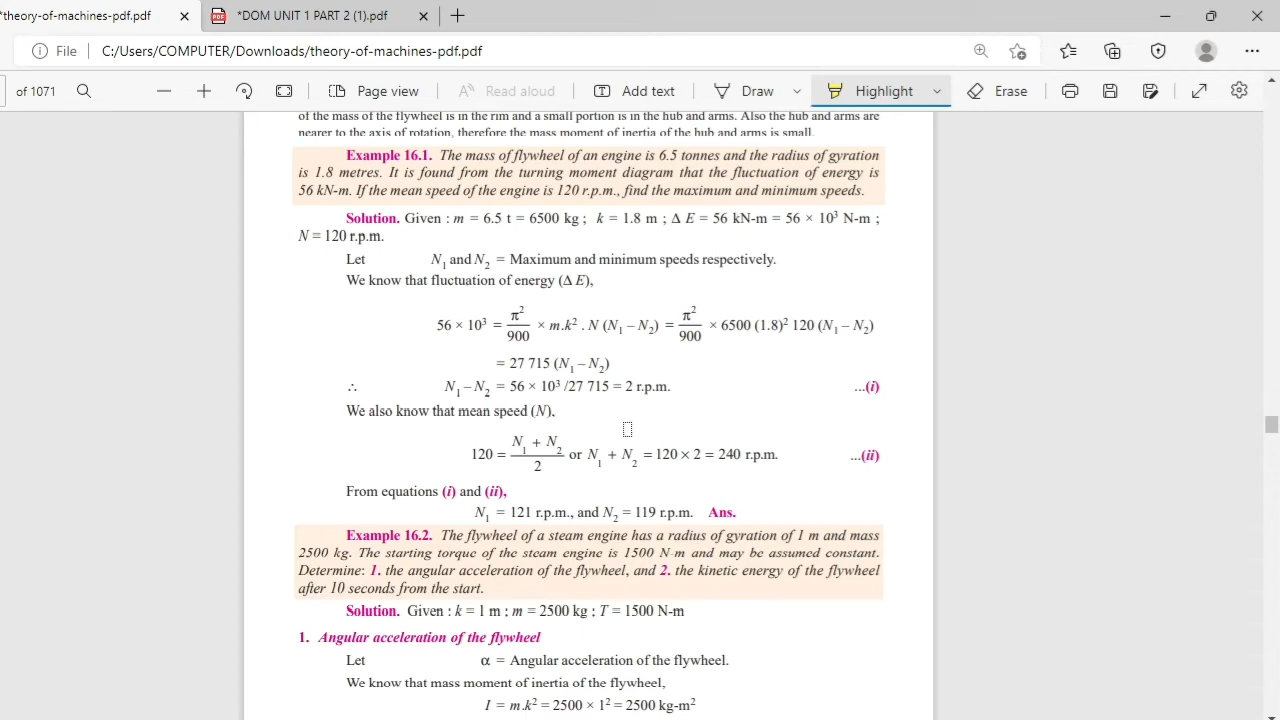 *theory-of-machines-pdf.pdf
*DOM UNIT 1 PART 2 (1).pdf
File C:/Users/COMPUTER/Downloads/theory-of-machines-pdf.pdf
of 1071 Page view Read aloud Add text Draw Highlight Erase
of the mass of the flywheel is in the rim and a small portion is in the hub and arms. Also the hub and arms are
nearer to the axis of rotation, therefore the mass moment of inertia of the hub and arms is small.
Example 16.1. The mass of flywheel of an engine is 6.5 tonnes and the radius of gyration
is 1.8 metres. It is found from the turning moment diagram that the fluctuation of energy is
56 kN-m. If the mean speed of the engine is 120 r.p.m., find the maximum and minimum speeds.
Solution. Given : m = 6.5 t = 6500 kg ; k = 1.8 m ; Δ E = 56 kN-m = 56 × 10³ N-m ;
N = 120 r.p.m.
Let N₁ and N₂ = Maximum and minimum speeds respectively.
We know that fluctuation of energy (Δ E),
56 × 10³ = π²/900 × m.k² . N (N₁ – N₂) = π²/900 × 6500 (1.8)² 120 (N₁ – N₂)
= 27 715 (N₁ – N₂)
∴ N₁ – N₂ = 56 × 10³ /27 715 = 2 r.p.m. ...(i)
We also know that mean speed (N),
120 = N₁ + N₂/2 or N₁ + N₂ = 120 × 2 = 240 r.p.m. ...(ii)
From equations (i) and (ii),
N₁ = 121 r.p.m., and N₂ = 119 r.p.m. Ans.
Example 16.2. The flywheel of a steam engine has a radius of gyration of 1 m and mass
2500 kg. The starting torque of the steam engine is 1500 N-m and may be assumed constant.
Determine: 1. the angular acceleration of the flywheel, and 2. the kinetic energy of the flywheel
after 10 seconds from the start.
Solution. Given : k = 1 m ; m = 2500 kg ; T = 1500 N-m
1. Angular acceleration of the flywheel
Let α = Angular acceleration of the flywheel.
We know that mass moment of inertia of the flywheel,
I = m.k² = 2500 × 1² = 2500 kg-m²